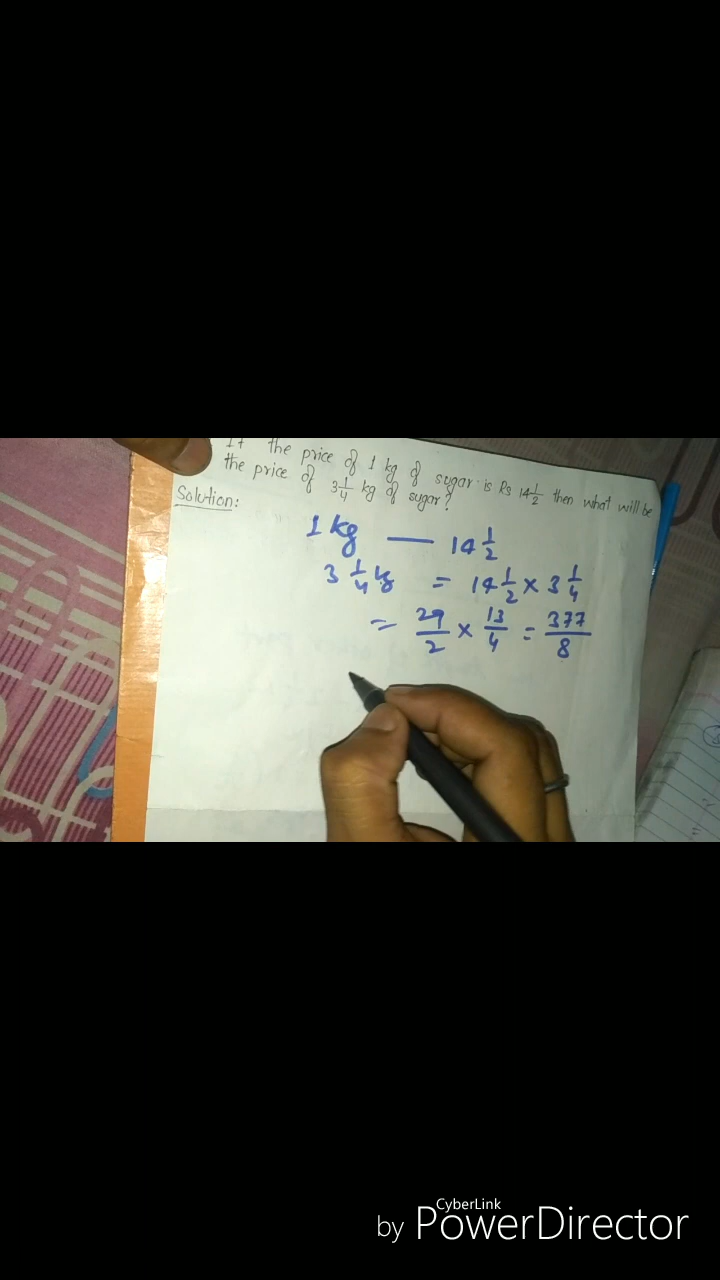 If the price of 1 kg of sugar is Rs 14 1/2 then what will be
the price of 3 1/4 kg of sugar?
Solution:
1 kg — 14 1/2
3 1/4 kg = 14 1/2 × 3 1/4
= 29/2 × 13/4 = 377/8
CyberLink
by PowerDirector